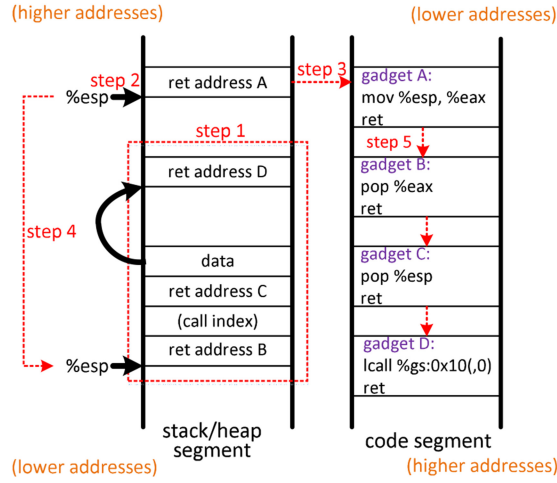 (higher addresses)
(lower addresses)
step 2
%esp
ret address A
step 1
ret address D
step 4
data
ret address C
(call index)
ret address B
%esp
stack/heap
segment
(lower addresses)
step 3
gadget A:
mov %esp, %eax
ret
step 5
gadget B:
pop %eax
ret
gadget C:
pop %esp
ret
gadget D:
lcall %gs:0x10(,0)
ret
code segment
(higher addresses)